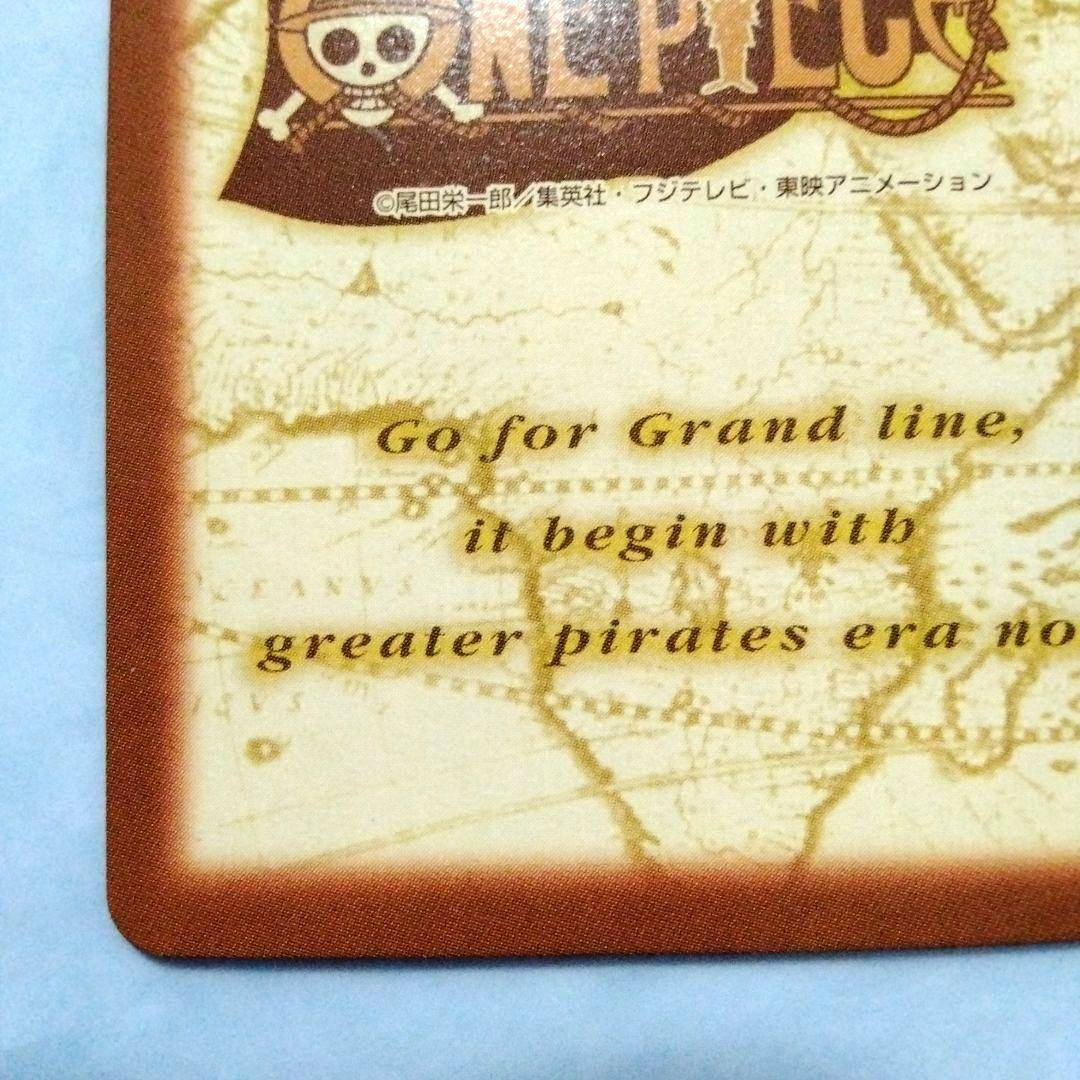 ONE PIECE
©尾田栄一郎／集英社・フジテレビ・東映アニメーション
Go for Grand line,
it begin with
greater pirates era no